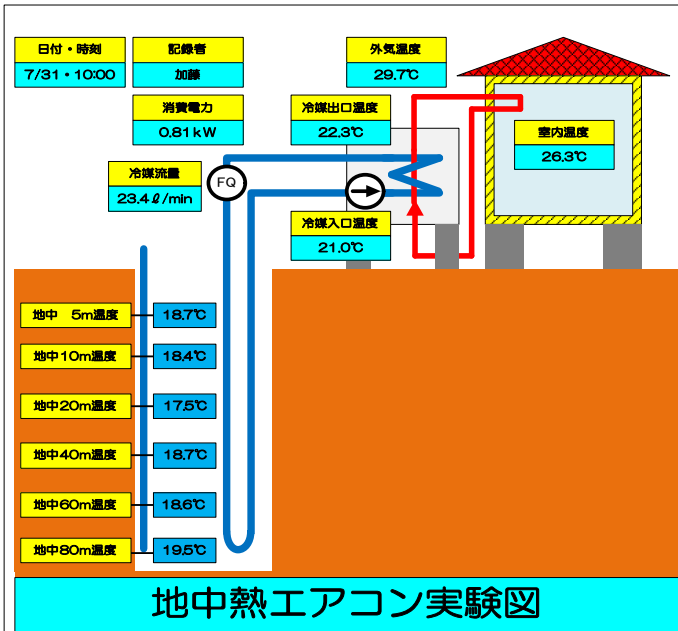 日付・時刻
7/31・10:00
記録者
加藤
消費電力
0.81kW
外気温度
29.7℃
冷媒出口温度
22.3℃
室内温度
26.3℃
冷媒流量
23.4ℓ/min
FQ
冷媒入口温度
21.0℃
地中 5m温度 18.7℃
地中10m温度 18.4℃
地中20m温度 17.5℃
地中40m温度 18.7℃
地中60m温度 18.6℃
地中80m温度 19.5℃
地中熱エアコン実験図